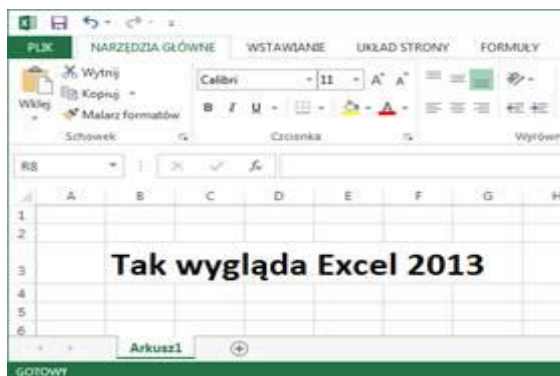 PLIK NARZĘDZIA GŁÓWNE WSTAWIANIE UKŁAD STRONY FORMUŁY
Wklej
Wytnij
Kopiuj
Malarz formatów
Schowek
Calibri 11 A A
B I U A
Czcionka
Wyrówn
R8 fx
A B C D E F G H
1
2
3 Tak wygląda Excel 2013
4
5
6
Arkusz1
GOTOWY